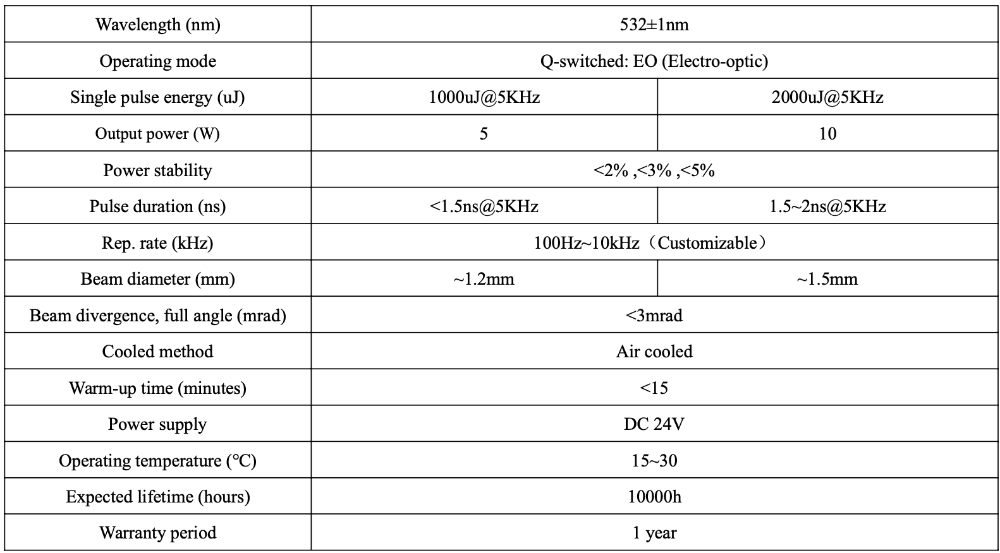 Wavelength (nm) 532±1nm
Operating mode Q-switched: EO (Electro-optic)
Single pulse energy (uJ) 1000uJ@5KHz 2000uJ@5KHz
Output power (W) 5 10
Power stability <2% ,<3% ,<5%
Pulse duration (ns) <1.5ns@5KHz 1.5~2ns@5KHz
Rep. rate (kHz) 100Hz~10kHz（Customizable）
Beam diameter (mm) ~1.2mm ~1.5mm
Beam divergence, full angle (mrad) <3mrad
Cooled method Air cooled
Warm-up time (minutes) <15
Power supply DC 24V
Operating temperature (℃) 15~30
Expected lifetime (hours) 10000h
Warranty period 1 year